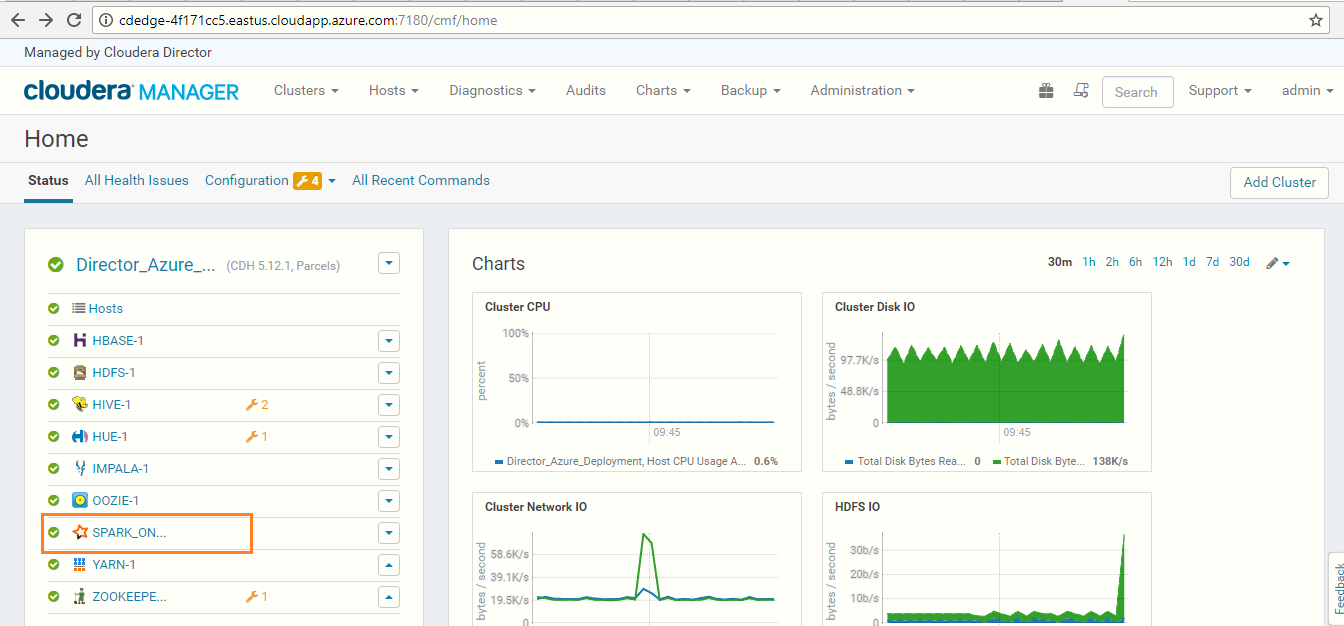 cdedge-4f171cc5.eastus.cloudapp.azure.com:7180/cmf/home
Managed by Cloudera Director
cloudera MANAGER Clusters Hosts Diagnostics Audits Charts Backup Administration Search Support admin
Home
Status All Health Issues Configuration 4 All Recent Commands Add Cluster
Director_Azure_... (CDH 5.12.1, Parcels)
Hosts
HBASE-1
HDFS-1
HIVE-1 2
HUE-1 1
IMPALA-1
OOZIE-1
SPARK_ON...
YARN-1
ZOOKEEPE... 1
Charts 30m 1h 2h 6h 12h 1d 7d 30d
Cluster CPU
percent
100%
50%
0%
09:45
Director_Azure_Deployment, Host CPU Usage A... 0.6%
Cluster Disk IO
bytes / second
97.7K/s
48.8K/s
0
09:45
Total Disk Bytes Rea... 0 Total Disk Byte... 138K/s
Cluster Network IO
bytes / second
58.6K/s
39.1K/s
19.5K/s
0
HDFS IO
bytes / second
30b/s
20b/s
10b/s
0
Feedback